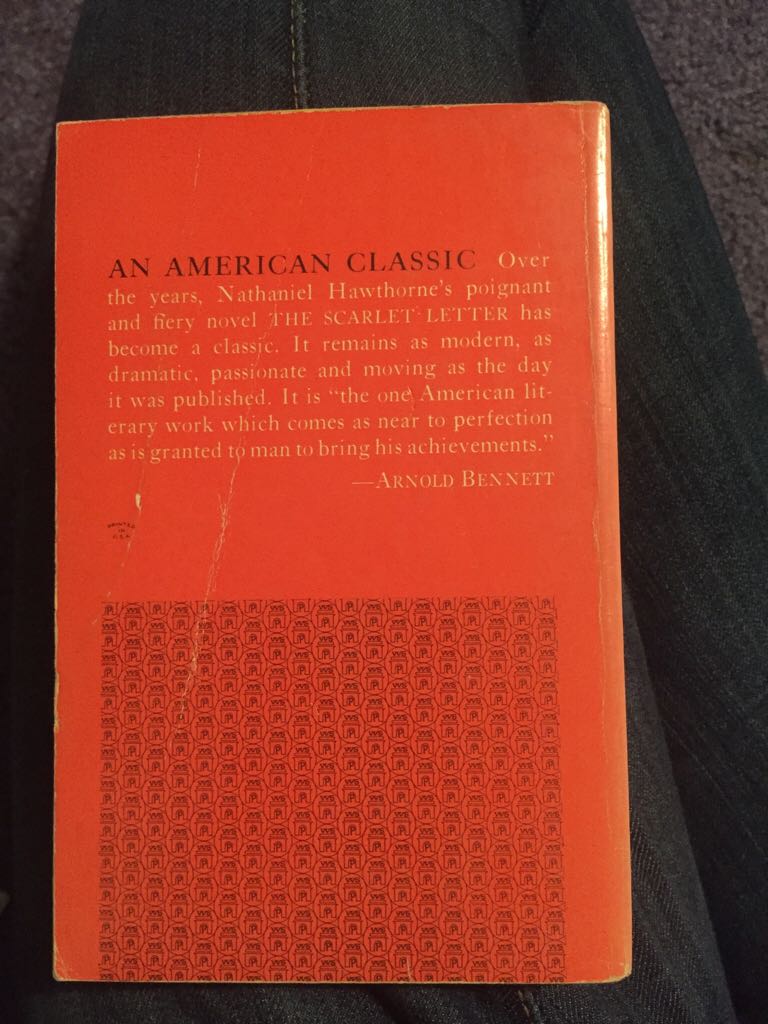 AN AMERICAN CLASSIC Over
the years, Nathaniel Hawthorne's poignant
and fiery novel THE SCARLET LETTER has
become a classic. It remains as modern, as
dramatic, passionate and moving as the day
it was published. It is "the one American lit-
erary work which comes as near to perfection
as is granted to man to bring his achievements."
—ARNOLD BENNETT
PRINTED
IN
U.S.A.